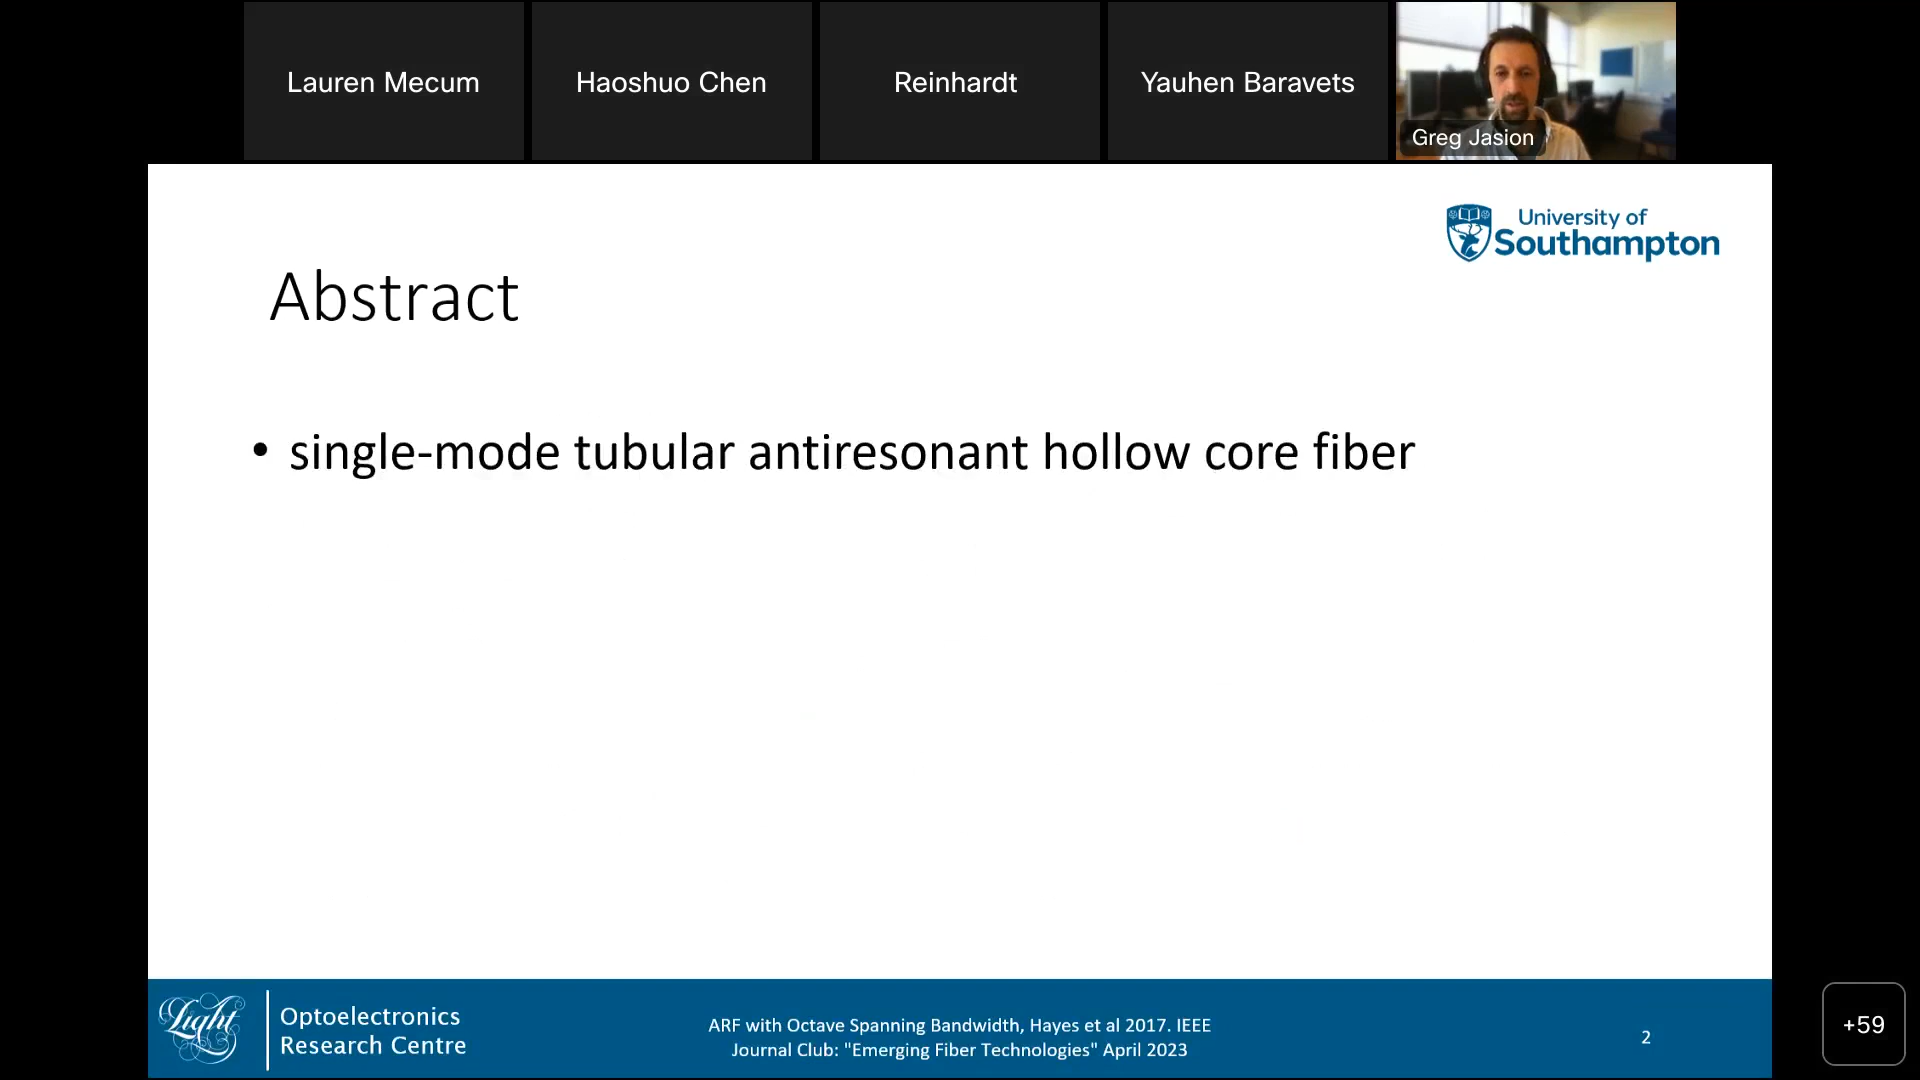 Lauren Mecum
Haoshuo Chen
Reinhardt
Yauhen Baravets
Greg Jasion
University of
Southampton
Abstract
• single-mode tubular antiresonant hollow core fiber
Light
Optoelectronics
Research Centre
ARF with Octave Spanning Bandwidth, Hayes et al 2017. IEEE
Journal Club: "Emerging Fiber Technologies" April 2023
2
+59